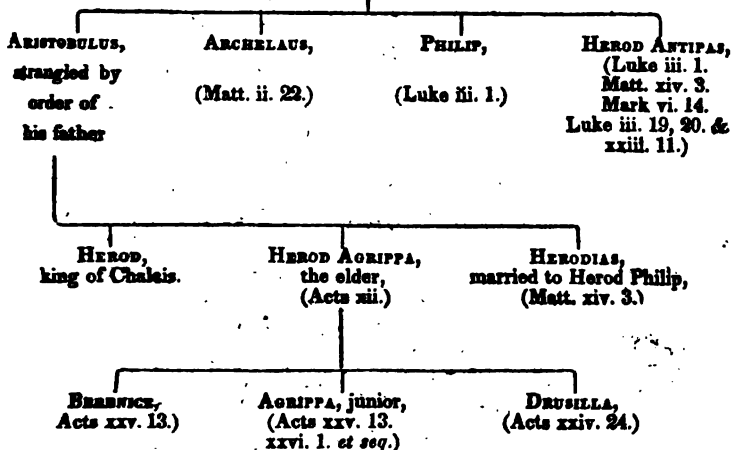 ARISTOBULUS,
strangled by
order of
his father
ARCHELAUS,
(Matt. ii. 22.)
PHILIP,
(Luke iii. 1.)
HEROD ANTIPAS,
(Luke iii. 1.
Matt. xiv. 3.
Mark vi. 14.
Luke iii. 19, 20. &
xxiii. 11.)
HEROD,
king of Chalcis.
HEROD AGRIPPA,
the elder,
(Acts xii.)
HERODIAS,
married to Herod Philip,
(Matt. xiv. 3.)
BERENICE,
Acts xxv. 13.)
AGRIPPA, junior,
(Acts xxv. 13.
xxvi. 1. et seq.)
DRUSILLA,
(Acts xxiv. 24.)